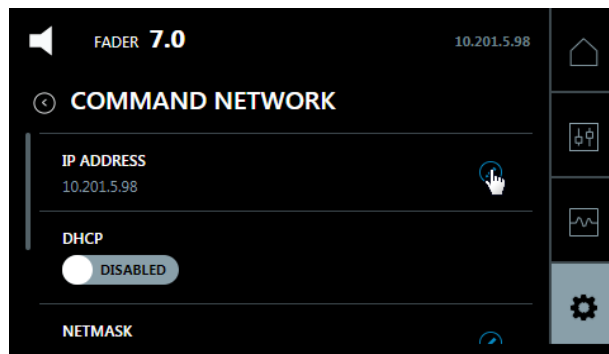 FADER 7.0
10.201.5.98
COMMAND NETWORK
IP ADDRESS
10.201.5.98
DHCP
DISABLED
NETMASK